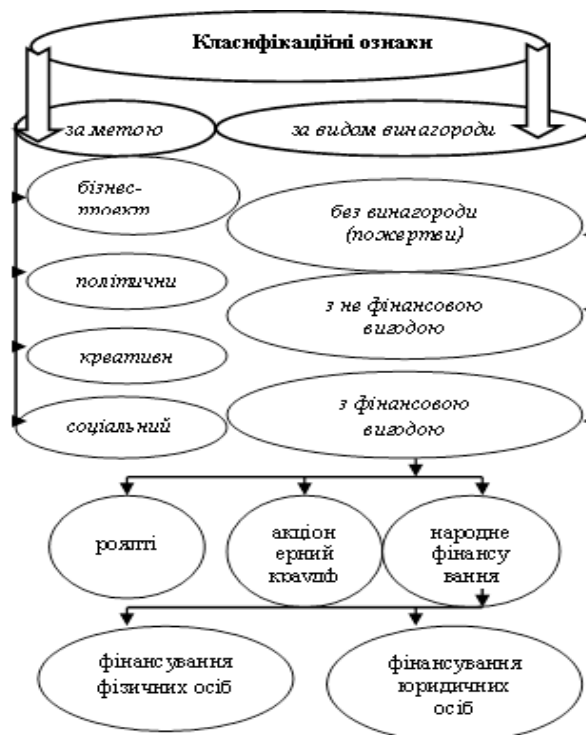 Класифікаційні ознаки
за метою
за видом винагороди
бізнес-
проект
без винагороди
(пожертви)
політични
з не фінансовою
вигодою
креативн
з фінансовою
вигодою
соціальний
роялті
акціон
ерний
краудф
народне
фінансу
вання
фінансування
фізичних осіб
фінансування
юридичних
осіб